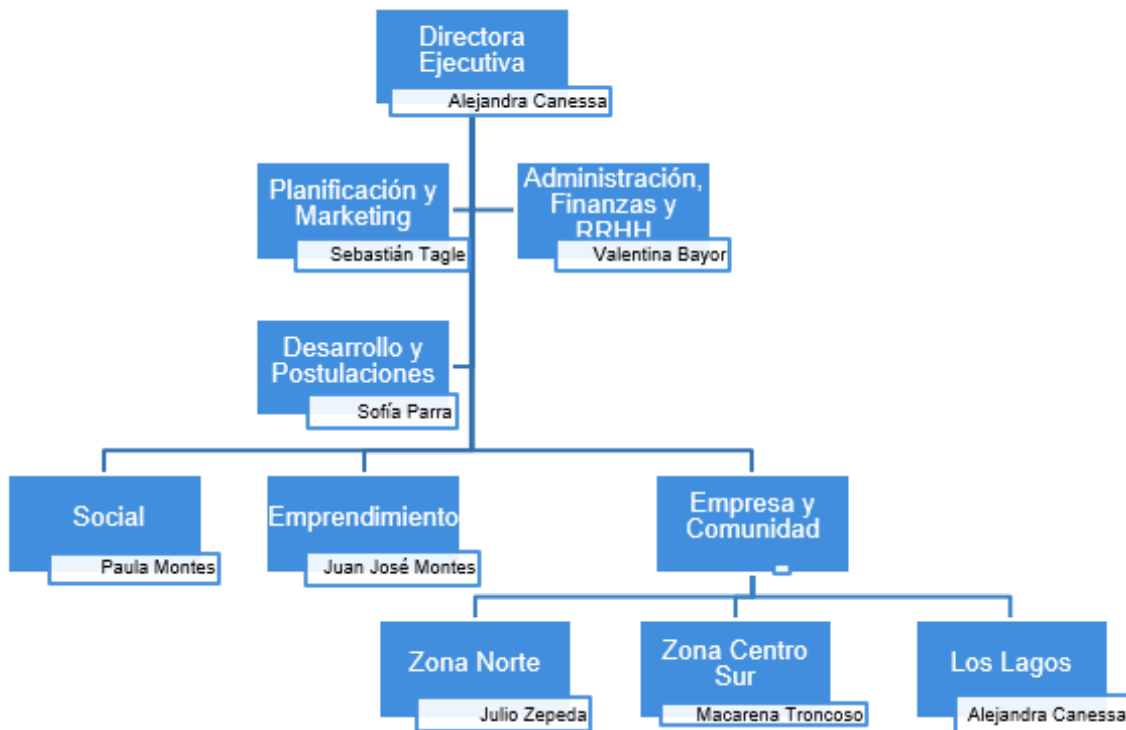 Directora
Ejecutiva
Alejandra Canessa
Planificación y
Marketing
Sebastián Tagle
Administración,
Finanzas y
RRHH
Valentina Bayor
Desarrollo y
Postulaciones
Sofía Parra
Social
Paula Montes
Emprendimiento
Juan José Montes
Empresa y
Comunidad
Zona Norte
Julio Zepeda
Zona Centro
Sur
Macarena Troncoso
Los Lagos
Alejandra Canessa